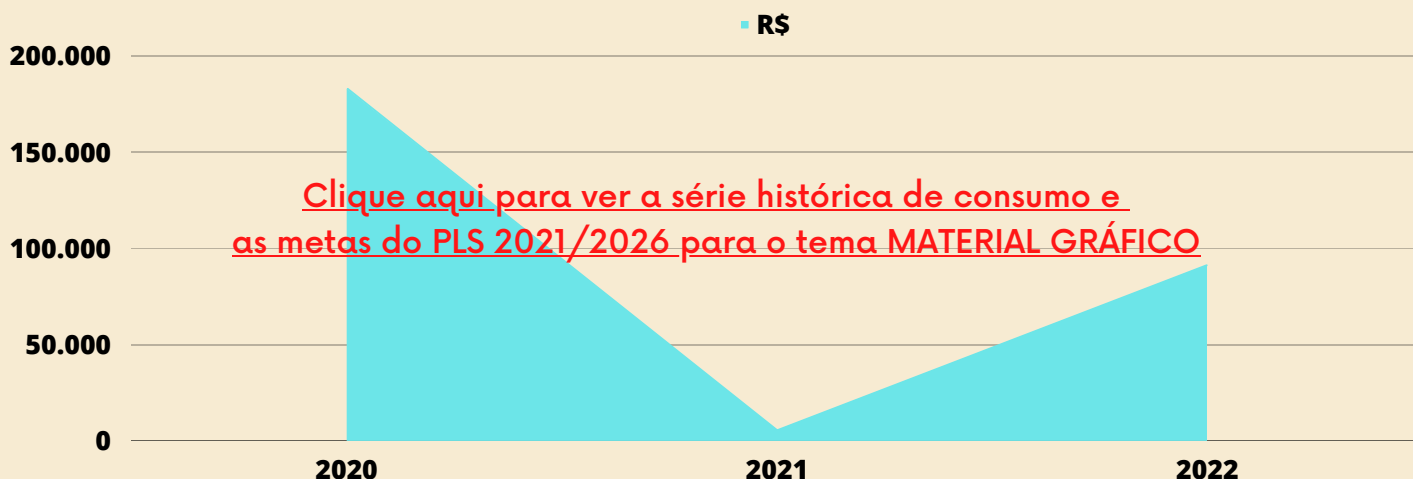 R$
200.000
150.000
Clique aqui para ver a série histórica de consumo e
as metas do PLS 2021/2026 para o tema MATERIAL GRÁFICO
100.000
50.000
0
2020 2021 2022